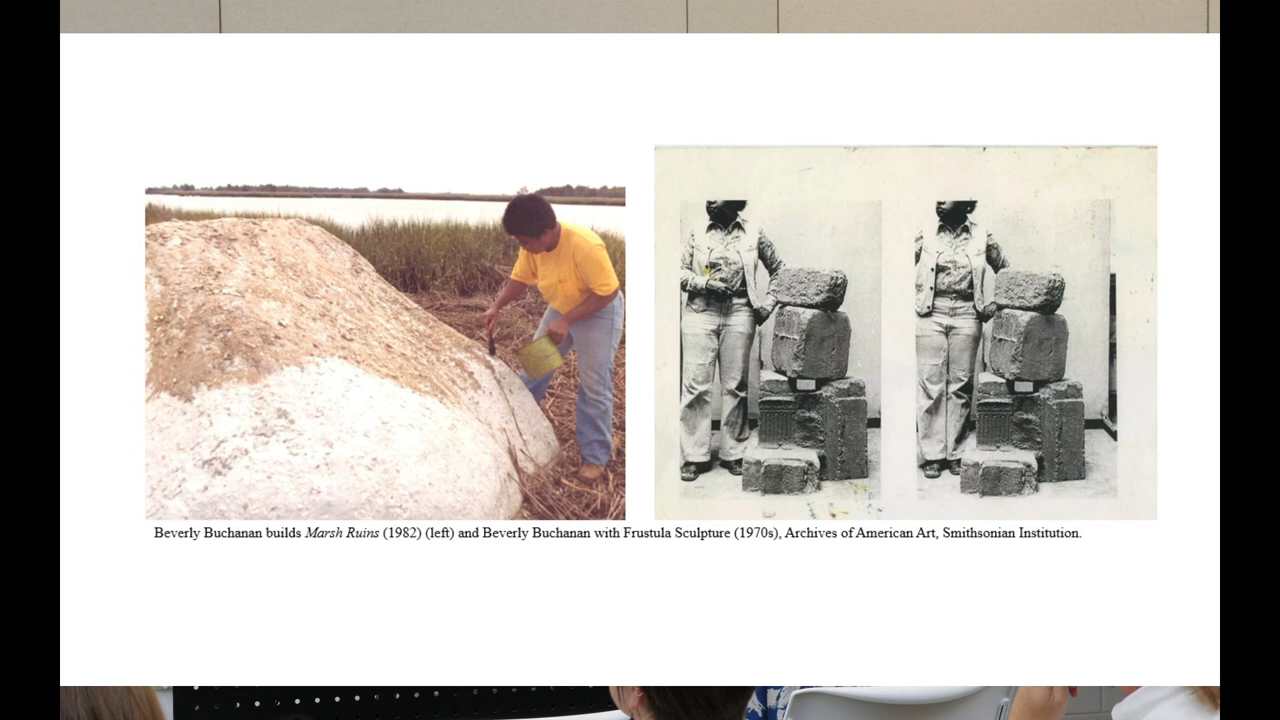 Beverly Buchanan builds Marsh Ruins (1982) (left) and Beverly Buchanan with Frustula Sculpture (1970s), Archives of American Art, Smithsonian Institution.